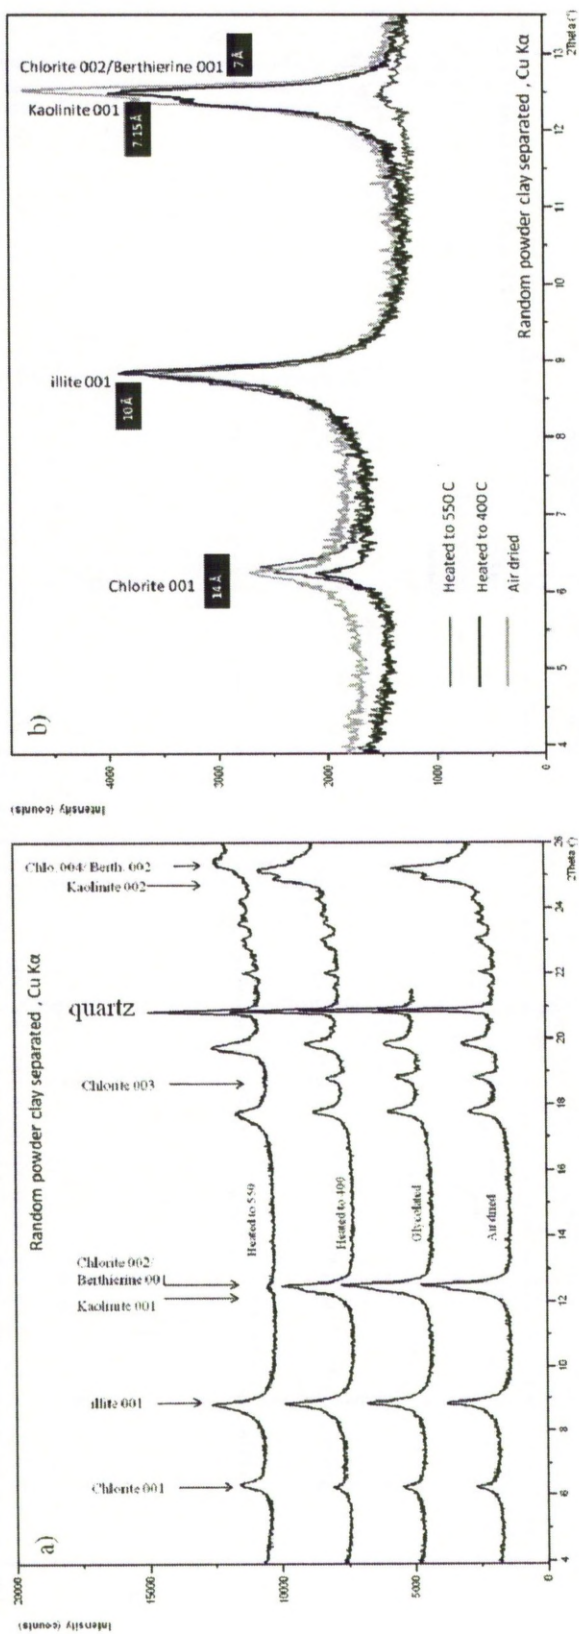 a)
Random powder clay separated , Cu Kα
Intensity (counts)
20000
15000
10000
5000
0
Chlorite 001
illite 001
Chlorite 002/
Berthierine 001
Kaolinite 001
Chlorite 003
quartz
Kaolinite 002
Chlo. 004/ Berth. 002
Heated to 550
Heated to 400
Glycolated
Air dried
4
6
8
10
12
14
16
18
20
22
24
26
2Theta (°)
b)
Intensity (counts)
4000
3000
2000
1000
0
Chlorite 001
14 Å
illite 001
10 Å
Chlorite 002/Berthierine 001
7 Å
Kaolinite 001
7.15 Å
Heated to 550 C
Heated to 400 C
Air dried
Random powder clay separated , Cu Kα
4
5
6
7
8
9
10
11
12
13
2Theta (°)